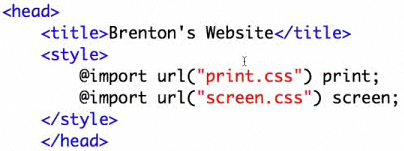 <head>
<title>Brenton's Website</title>
<style>
@import url("print.css") print;
@import url("screen.css") screen;
</style>
</head>